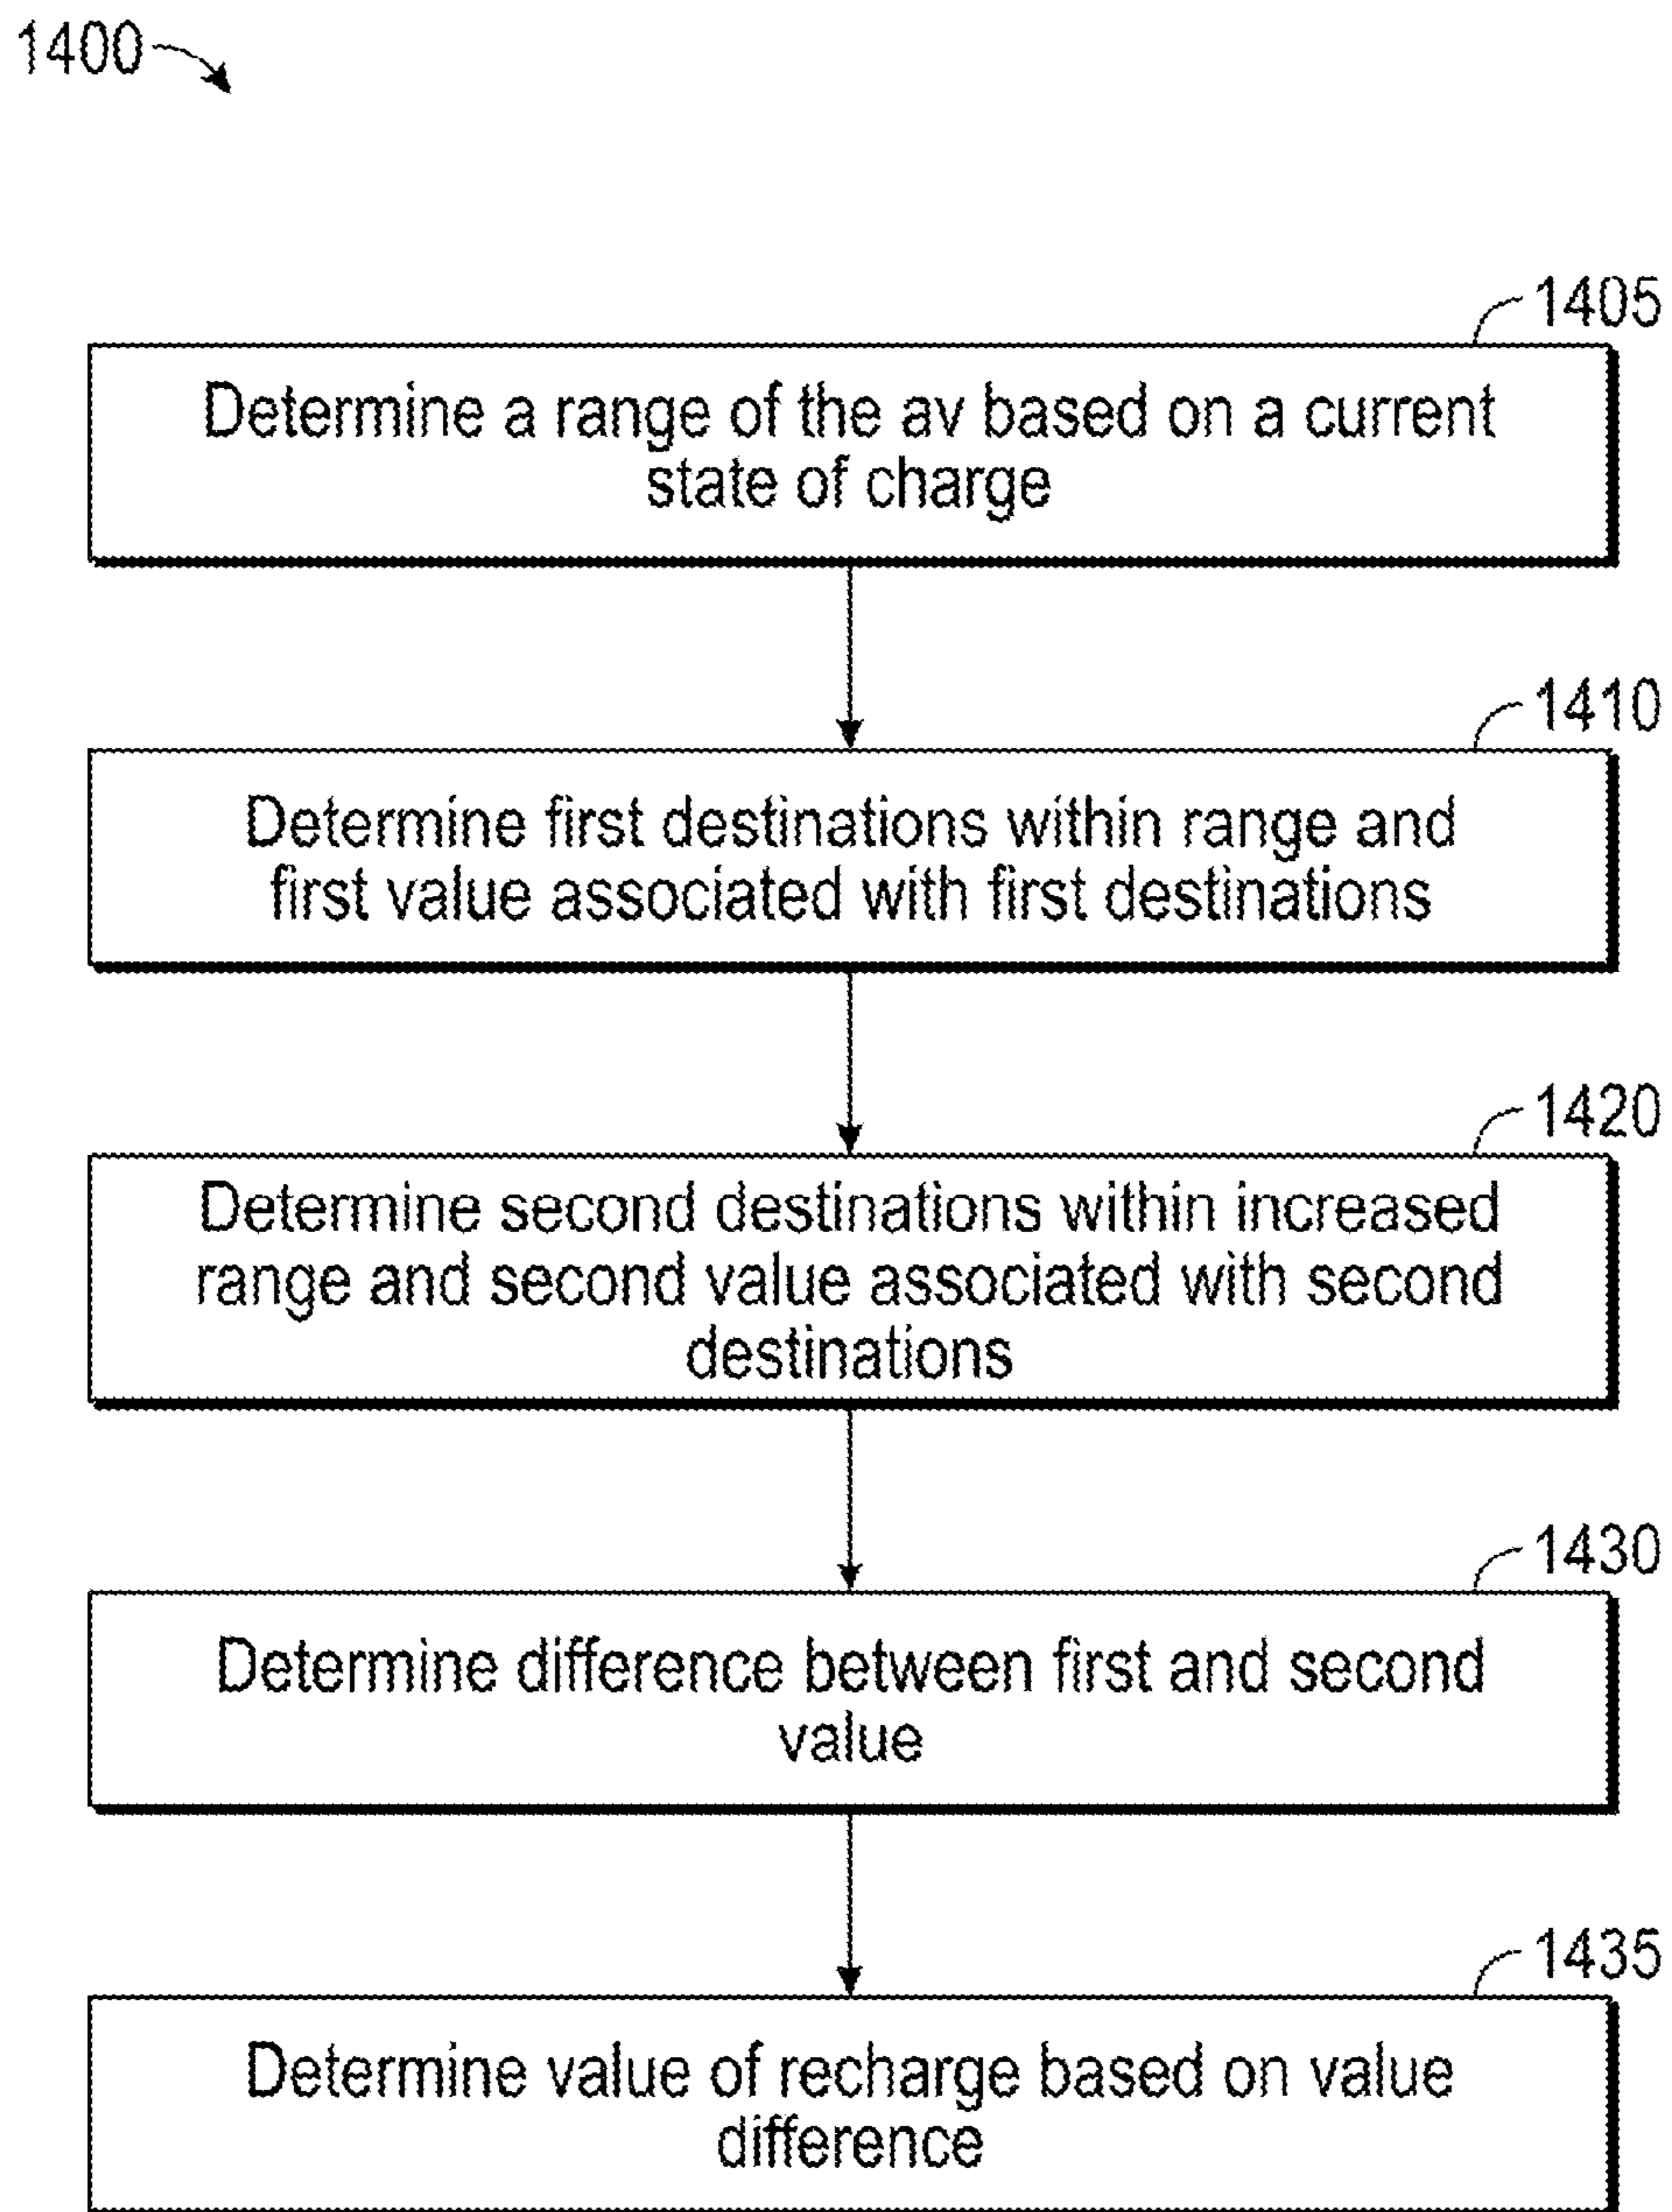 1400
1405
Determine a range of the av based on a current
state of charge
1410
Determine first destinations within range and
first value associated with first destinations
1420
Determine second destinations within increased
range and second value associated with second
destinations
1430
Determine difference between first and second
value
1435
Determine value of recharge based on value
difference